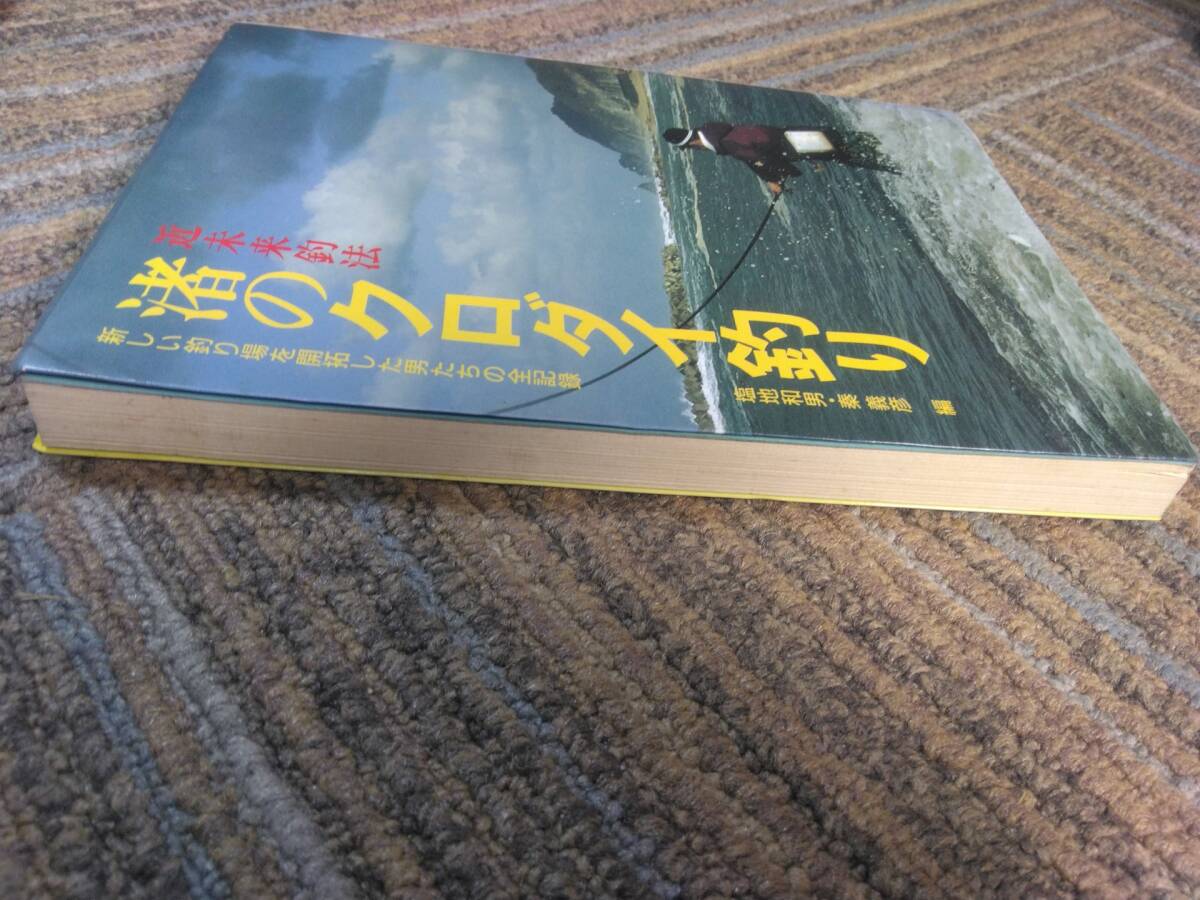 近未来釣法
渚のクロダイ釣り
新しい釣り場を開拓した男たちの全記録
塩地和男・秦義彦 編